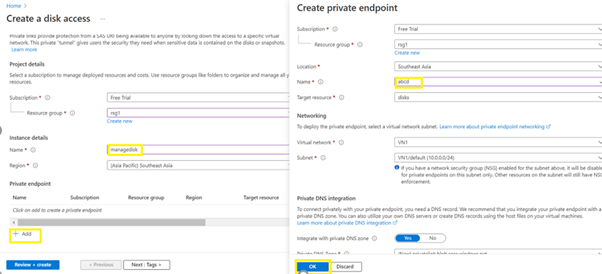 Home >
Create a disk access
...
Private links provide protection from a SAS URI being available to anyone by locking down the access to a specific
virtual network. This private "tunnel" gives users the security they need when sensitive data is contained on the disks or snapshots.
Learn more
Project details
Select a subscription to manage deployed resources and costs. Use resource groups like folders to organize and manage all y
resources.
Subscription *
Free Trial
Resource group *
rsg1
Create new
Instance details
Name *
managedisk
Region *
(Asia Pacific) Southeast Asia
Private endpoint
Name Subscription Resource group Region Target resource
Click on add to create a private endpoint
+ Add
Review + create
< Previous
Next : Tags >
Create private endpoint
Subscription *
Free Trial
Resource group *
rsg1
Create new
Location *
Southeast Asia
Name *
abcd
Target resource *
disks
Networking
To deploy the private endpoint, select a virtual network subnet. Learn more about private endpoint networking
Virtual network *
VN1
Subnet *
VN1/default (10.0.0.0/24)
If you have a network security group (NSG) enabled for the subnet above. It will be disable
for private endpoints on this subnet only. Other resources on the subnet will still have NSG
enforcement.
Private DNS integration
To connect privately with your private endpoint, you need a DNS record. We recommend that you integrate your private endpoint with a
private DNS zone. You can also utilize your own DNS servers or create DNS records using the host files on your virtual machines.
Learn more about private DNS integration
Integrate with private DNS zone
Yes
No
OK
Discard